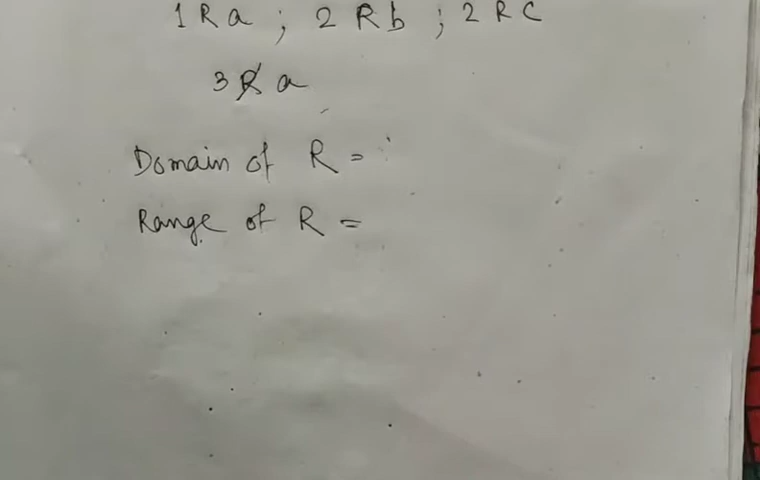 1 R a ; 2 R b ; 2 R C
3 R̸ a
Domain of R =
Range of R =